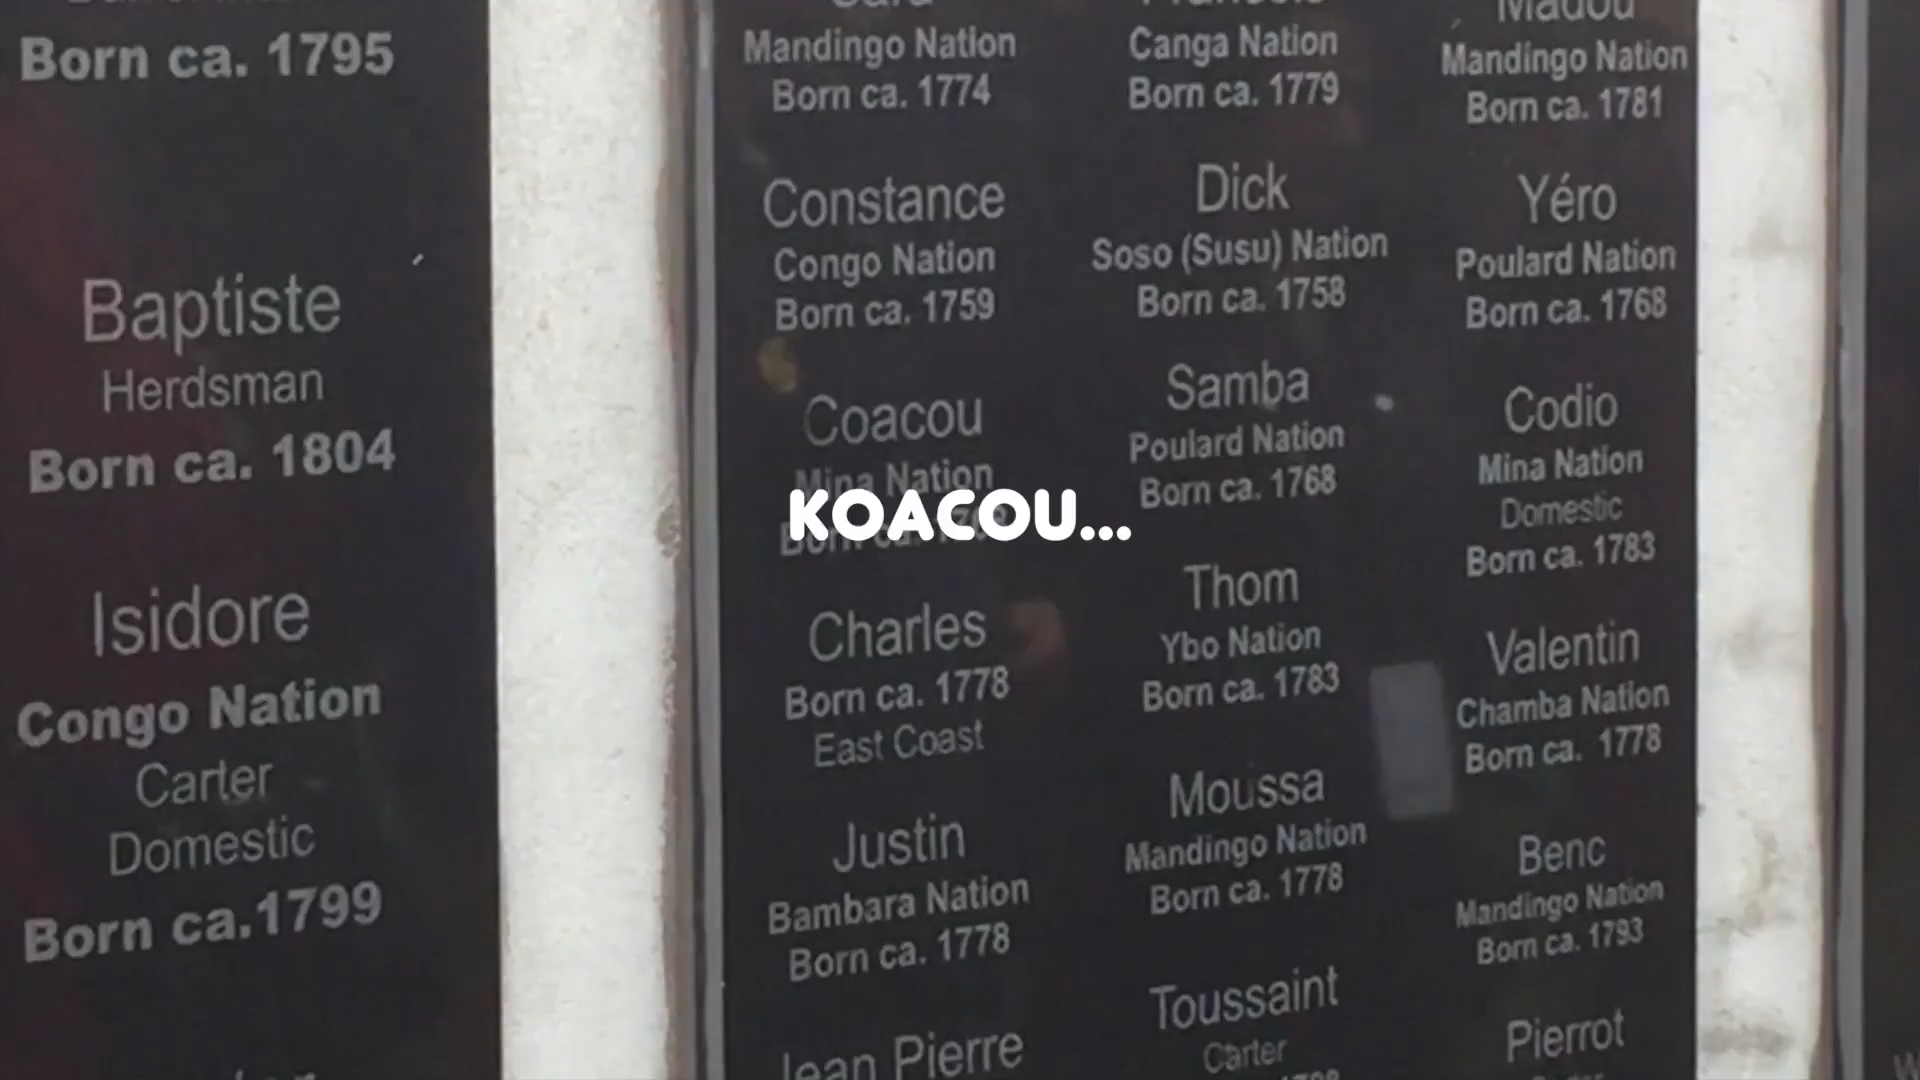 Born ca. 1795
Baptiste
Herdsman
Born ca. 1804
Isidore
Congo Nation
Carter
Domestic
Born ca.1799
Mandingo Nation
Born ca. 1774
Constance
Congo Nation
Born ca. 1759
Coacou
Mina Nation
KOACOU...
Born ca.
Charles
Born ca. 1778
East Coast
Justin
Bambara Nation
Born ca. 1778
Jean Pierre
Canga Nation
Born ca. 1779
Dick
Soso (Susu) Nation
Born ca. 1758
Samba
Poulard Nation
Born ca. 1768
Thom
Ybo Nation
Born ca. 1783
Moussa
Mandingo Nation
Born ca. 1778
Toussaint
Carter
Madou
Mandingo Nation
Born ca. 1781
Yéro
Poulard Nation
Born ca. 1768
Codio
Mina Nation
Domestic
Born ca. 1783
Valentin
Chamba Nation
Born ca. 1778
Benc
Mandingo Nation
Born ca. 1793
Pierrot